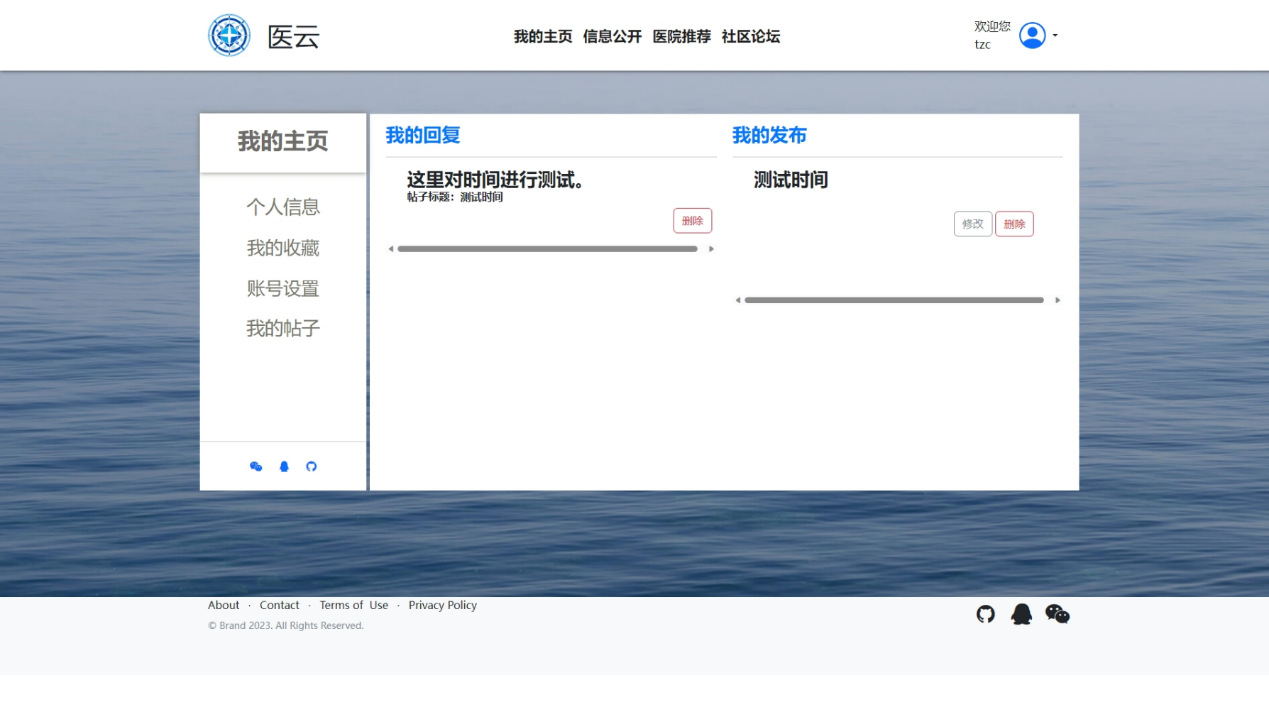 医云
我的主页 信息公开 医院推荐 社区论坛
欢迎您
tzc
我的主页
个人信息
我的收藏
账号设置
我的帖子
我的回复
这里对时间进行测试。
帖子标题：测试时间
删除
我的发布
测试时间
修改 删除
About · Contact · Terms of Use · Privacy Policy
© Brand 2023. All Rights Reserved.